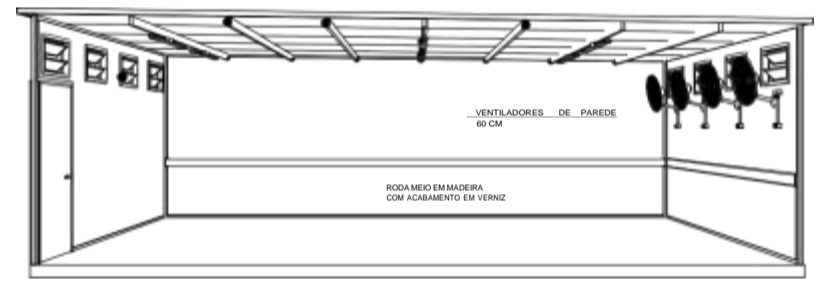 VENTILADORES DE PAREDE
60 CM
RODA MEIO EM MADEIRA
COM ACABAMENTO EM VERNIZ